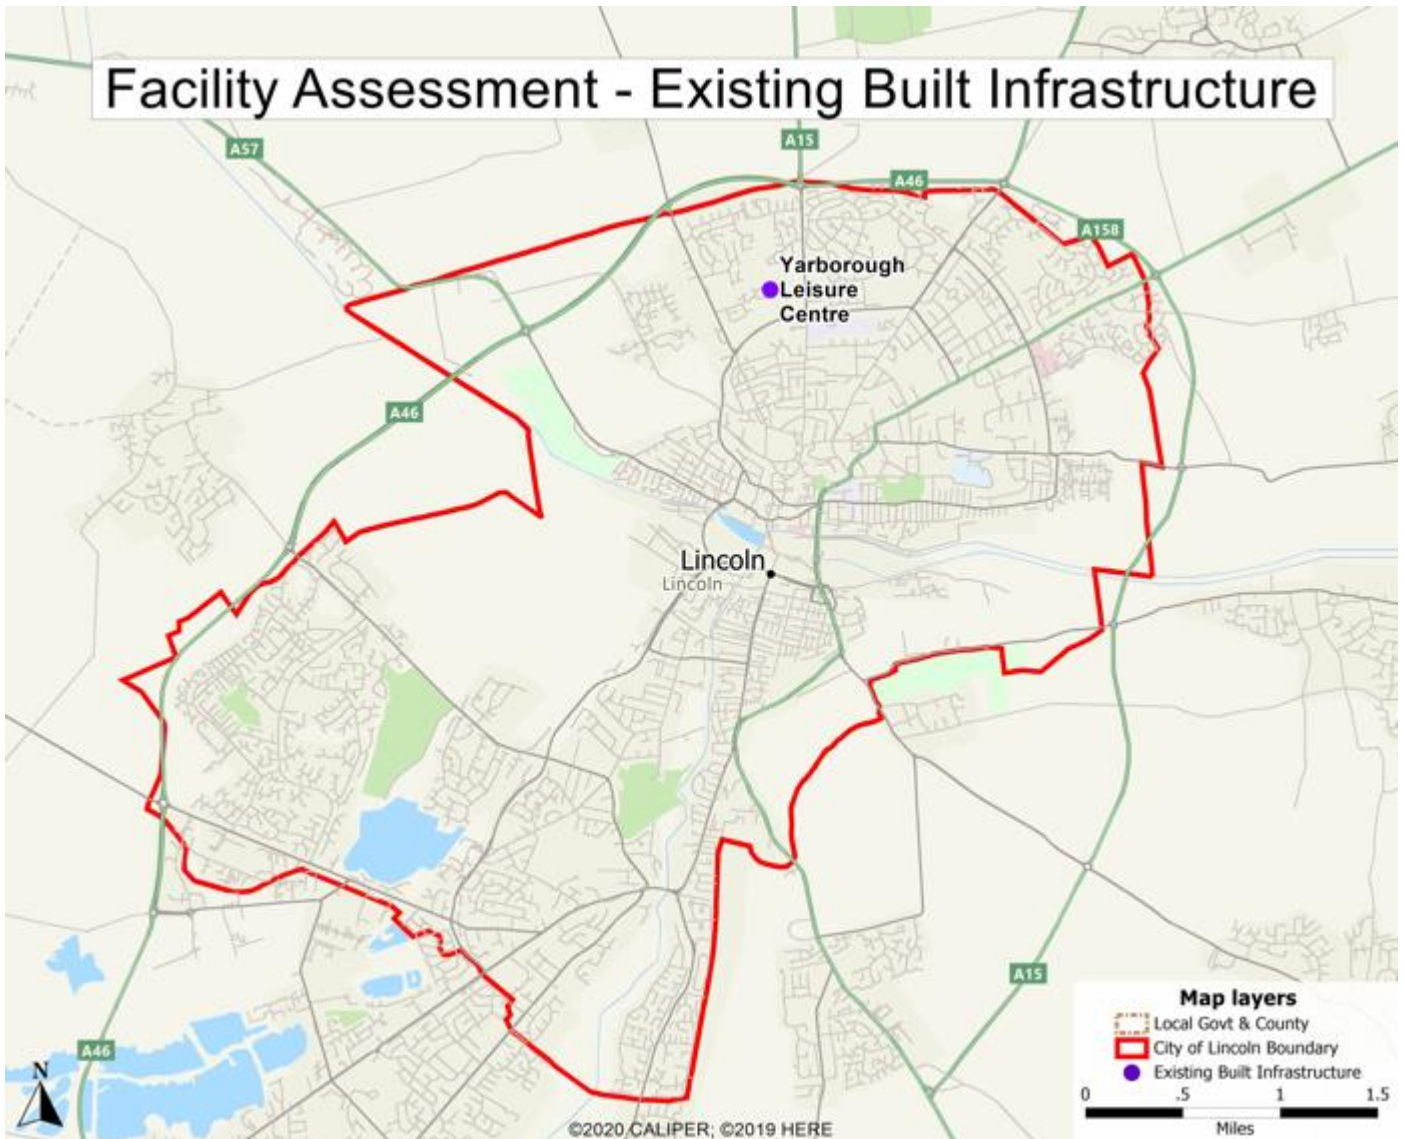 Facility Assessment - Existing Built Infrastructure
A57
A15
A46
A158
Yarborough
Leisure
Centre
A46
Lincoln
Lincoln
A15
A46
N
Map layers
Local Govt & County
City of Lincoln Boundary
Existing Built Infrastructure
0 .5 1 1.5
Miles
©2020 CALIPER; ©2019 HERE